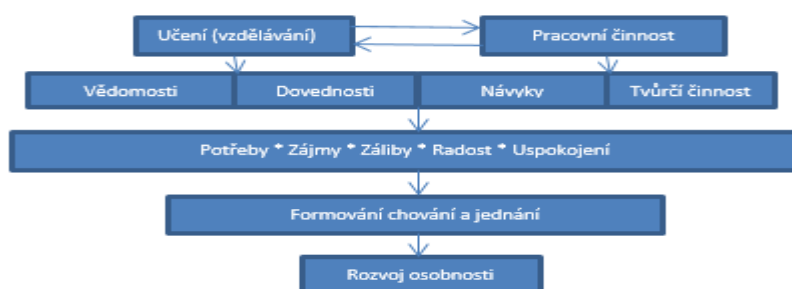 Učení (vzdělávání)
Pracovní činnost
Vědomosti
Dovednosti
Návyky
Tvůrčí činnost
Potřeby * Zájmy * Záliby * Radost * Uspokojení
Formování chování a jednání
Rozvoj osobnosti